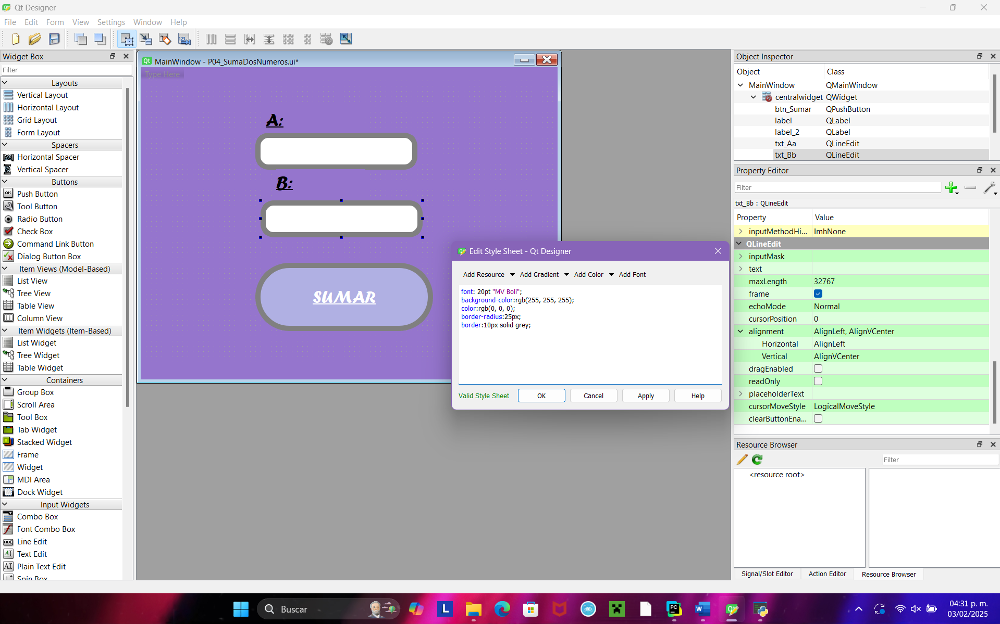 Qt Designer
File Edit Form View Settings Window Help
Widget Box
Filter
Layouts
Vertical Layout
Horizontal Layout
Grid Layout
Form Layout
Spacers
Horizontal Spacer
Vertical Spacer
Buttons
Push Button
Tool Button
Radio Button
Check Box
Command Link Button
Dialog Button Box
Item Views (Model-Based)
List View
Tree View
Table View
Column View
Item Widgets (Item-Based)
List Widget
Tree Widget
Table Widget
Containers
Group Box
Scroll Area
Tool Box
Tab Widget
Stacked Widget
Frame
Widget
MDI Area
Dock Widget
Input Widgets
Combo Box
Font Combo Box
Line Edit
Text Edit
Plain Text Edit
Spin Box
MainWindow - P04_SumaDosNumeros.ui*
Type Here
A:
B:
SUMAR
Edit Style Sheet - Qt Designer
Add Resource Add Gradient Add Color Add Font
font: 20pt "MV Boli";
background-color:rgb(255, 255, 255);
color:rgb(0, 0, 0);
border-radius:25px;
border:10px solid grey;
Valid Style Sheet OK Cancel Apply Help
Object Inspector
Object Class
MainWindow QMainWindow
centralwidget QWidget
btn_Sumar QPushButton
label QLabel
label_2 QLabel
txt_Aa QLineEdit
txt_Bb QLineEdit
Property Editor
Filter
txt_Bb : QLineEdit
Property Value
inputMethodHi... ImhNone
QLineEdit
inputMask
text
maxLength 32767
frame
echoMode Normal
cursorPosition 0
alignment AlignLeft, AlignVCenter
Horizontal AlignLeft
Vertical AlignVCenter
dragEnabled
readOnly
placeholderText
cursorMoveStyle LogicalMoveStyle
clearButtonEna...
Resource Browser
Filter
<resource root>
Signal/Slot Editor Action Editor Resource Browser
Buscar
04:31 p. m.
03/02/2025